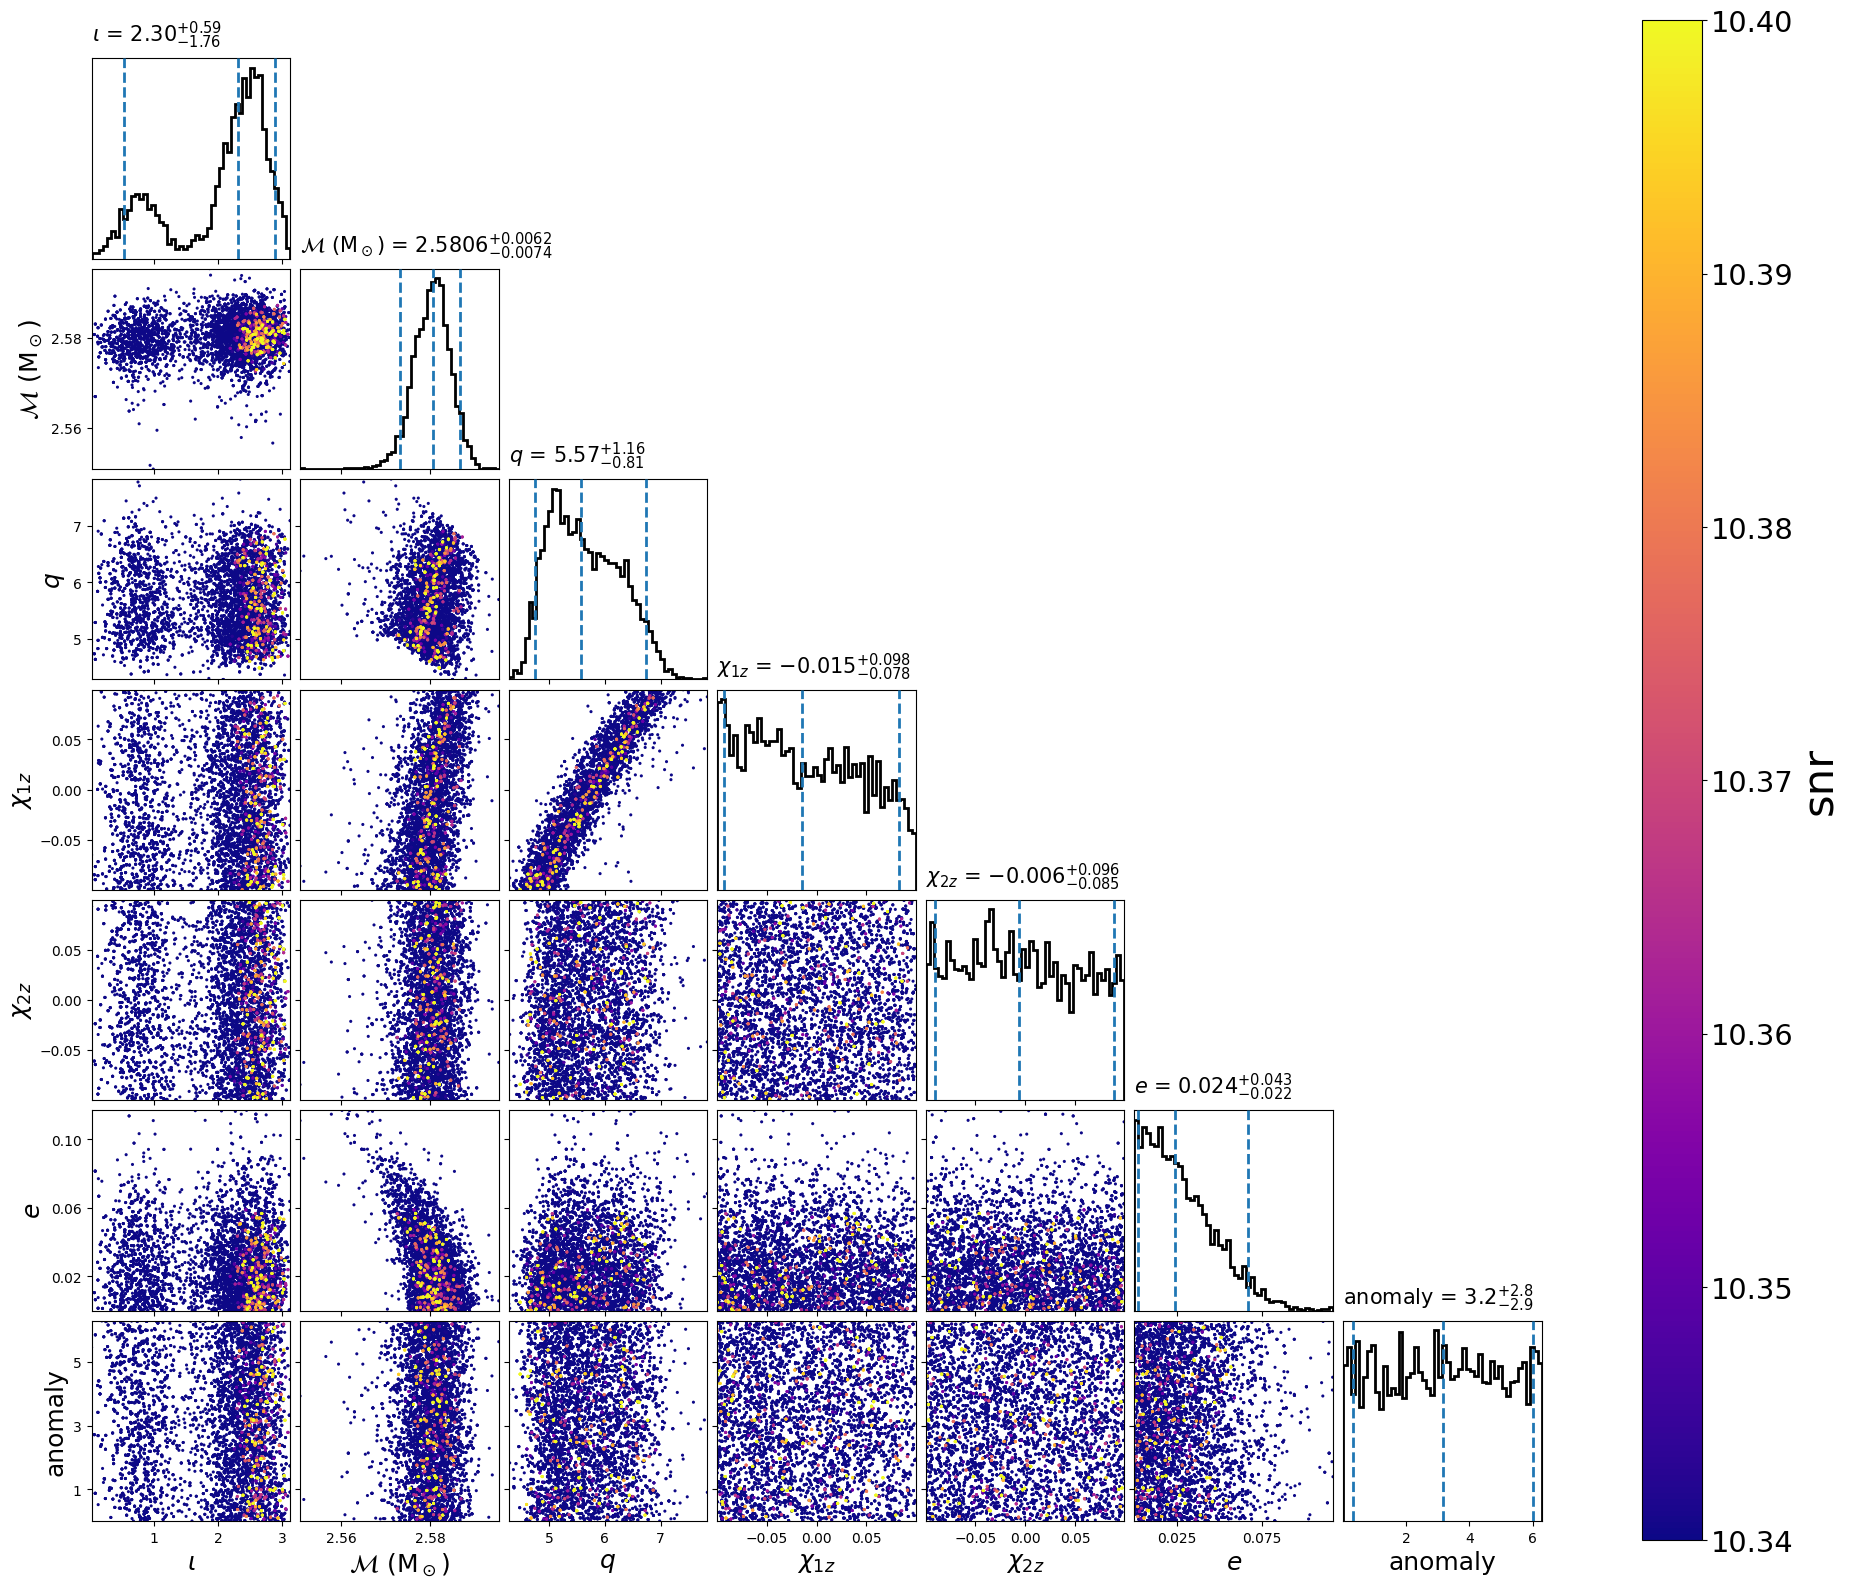 ι = 2.30+0.59 −1.76
10.40
ℳ (M_⊙) = 2.5806+0.0062 −0.0074
10.39
ℳ (M_⊙)
2.58
2.56
q = 5.57+1.16 −0.81
10.38
q
7
6
5
χ1z = −0.015+0.098 −0.078
10.37
snr
χ1z
0.05
0.00
−0.05
χ2z = −0.006+0.096 −0.085
10.36
χ2z
0.05
0.00
−0.05
e = 0.024+0.043 −0.022
e
0.10
0.06
0.02
anomaly = 3.2+2.8 −2.9
10.35
anomaly
5
3
1
1 2 3 2.56 2.58 5 6 7 −0.05 0.00 0.05 −0.05 0.00 0.05 0.025 0.075 2 4 6
10.34
ι ℳ (M_⊙) q χ1z χ2z e anomaly